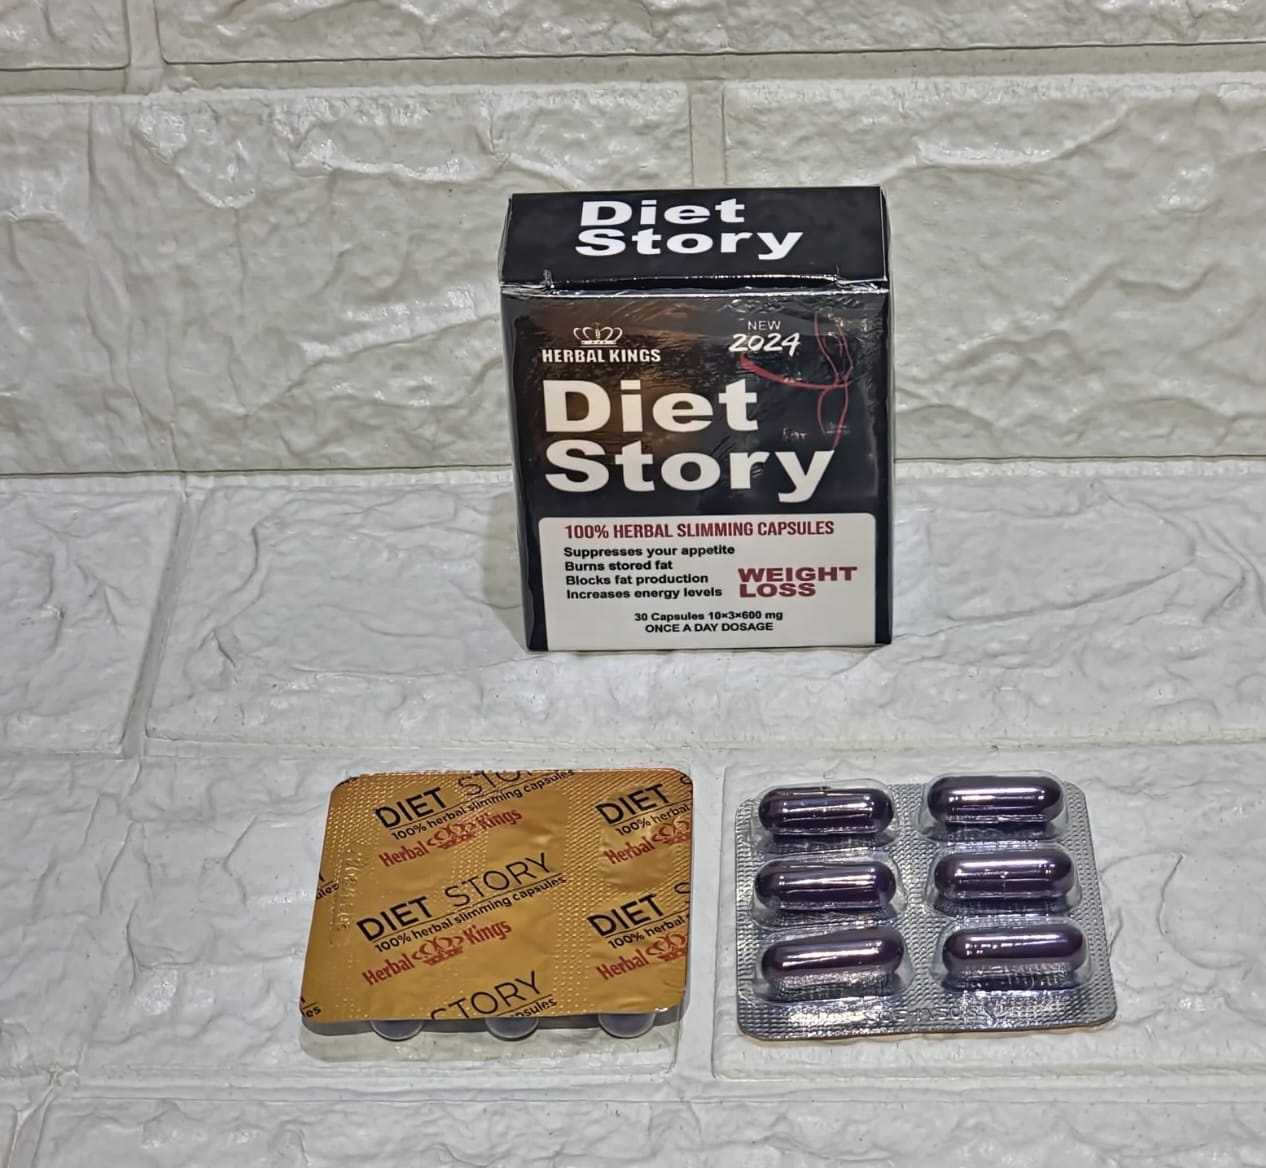 Diet
Story
HERBAL KINGS
NEW
2024
Diet
Story
100% HERBAL SLIMMING CAPSULES
Suppresses your appetite
Burns stored fat
Blocks fat production
Increases energy levels
WEIGHT
LOSS
30 Capsules 10×3×600 mg
ONCE A DAY DOSAGE
DIET STO
100% herbal slimming capsules
Herbal Kings
DIET
100% herbal
Herbal
DIET STORY
100% herbal slimming capsules
Herbal Kings
DIET S
100% herb
Herbal
STORY
psules